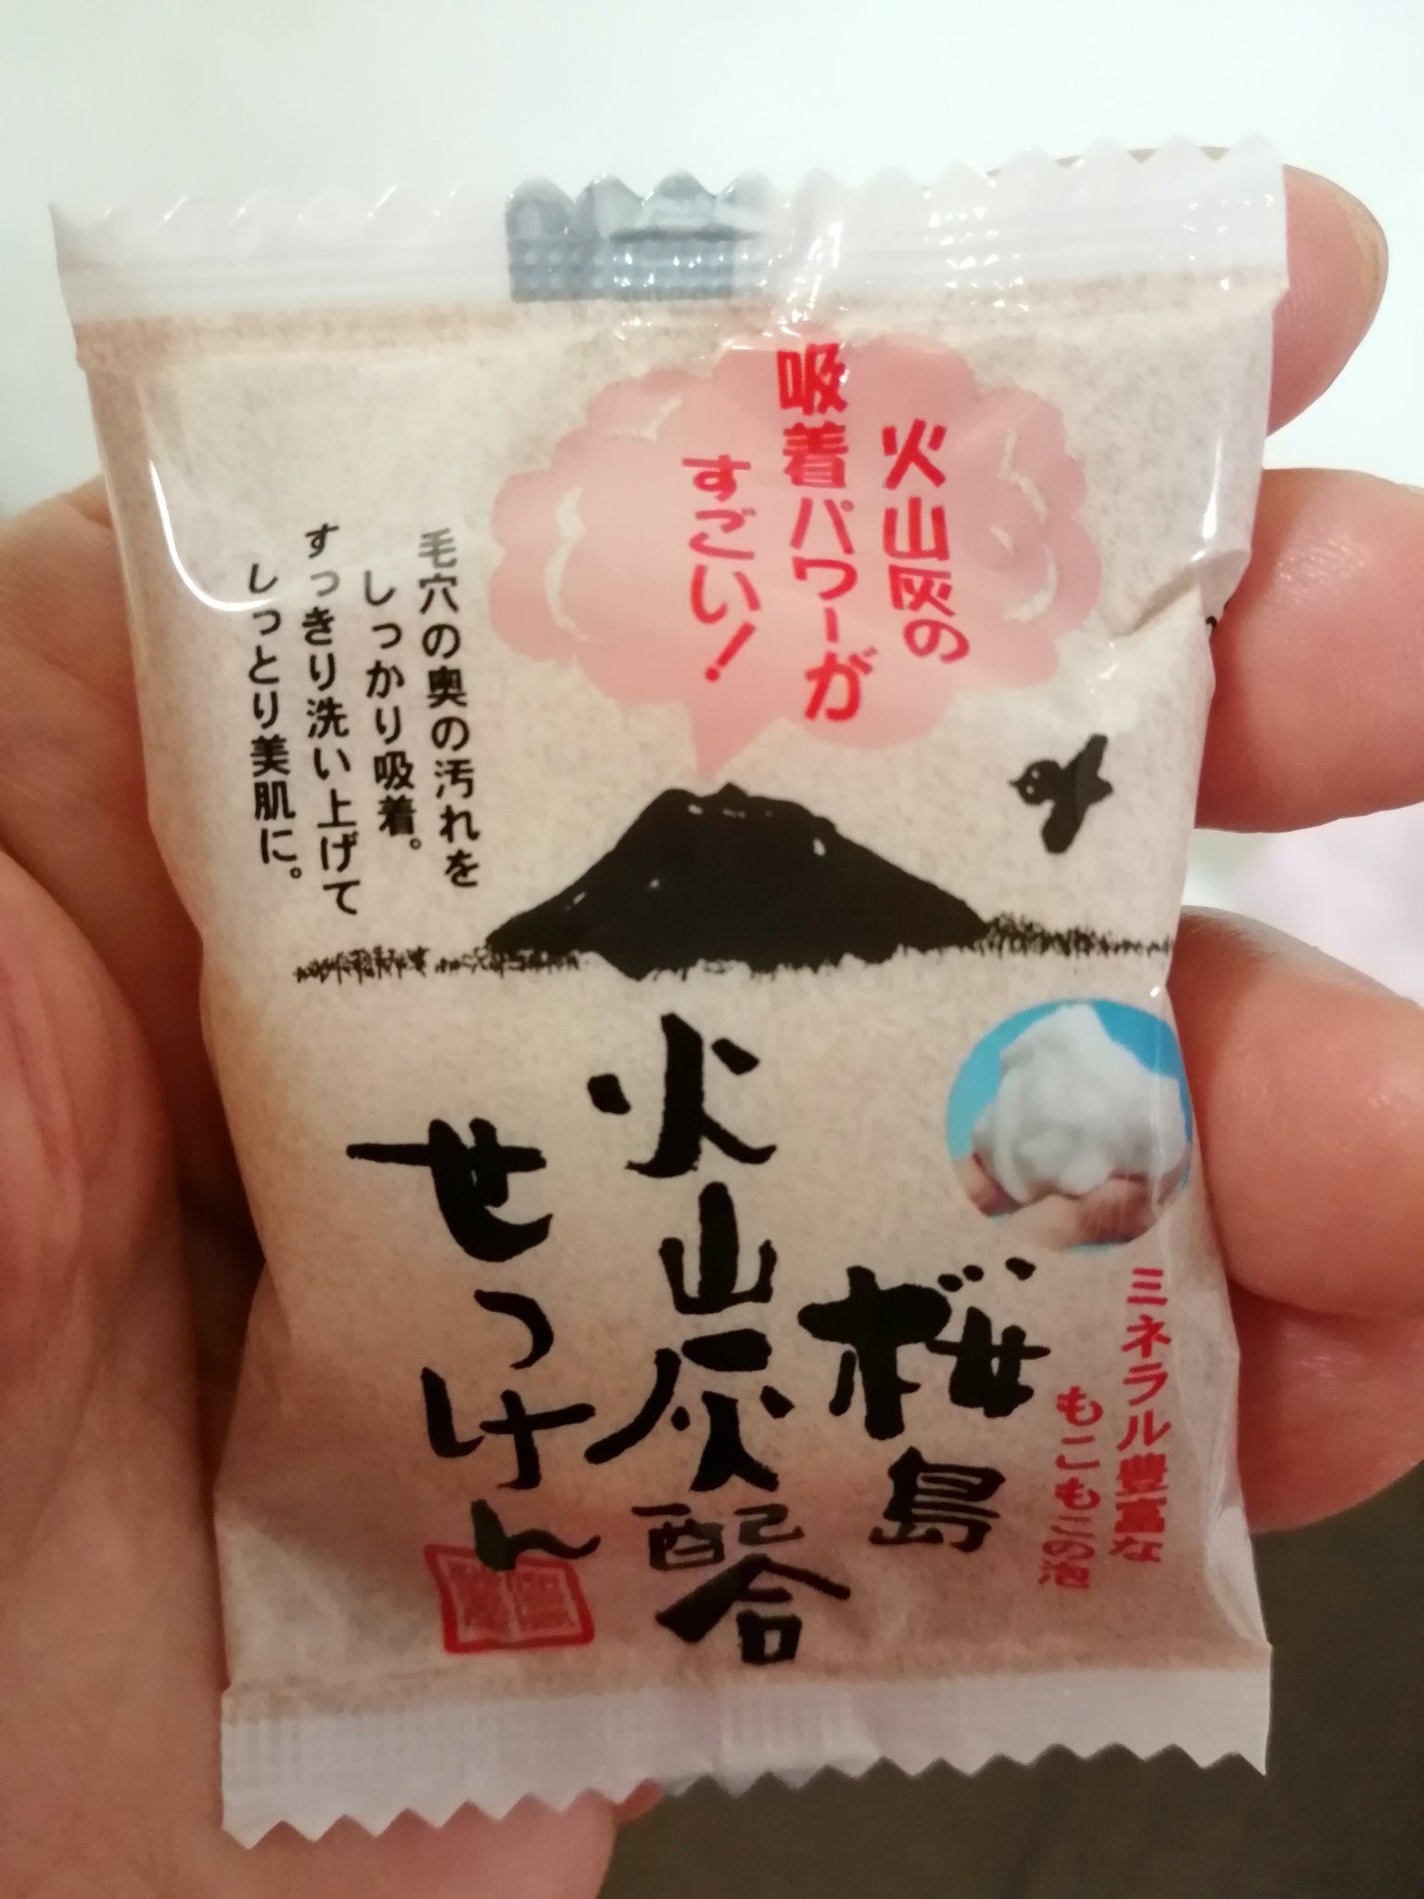 火山灰の
吸着パワーが
すごい!
毛穴の奥の汚れを
しっかり吸着。
すっきり洗い上げて
しっとり美肌に。
ミネラル豊富な
もこもこの泡
桜島
火山灰配合
せっけん